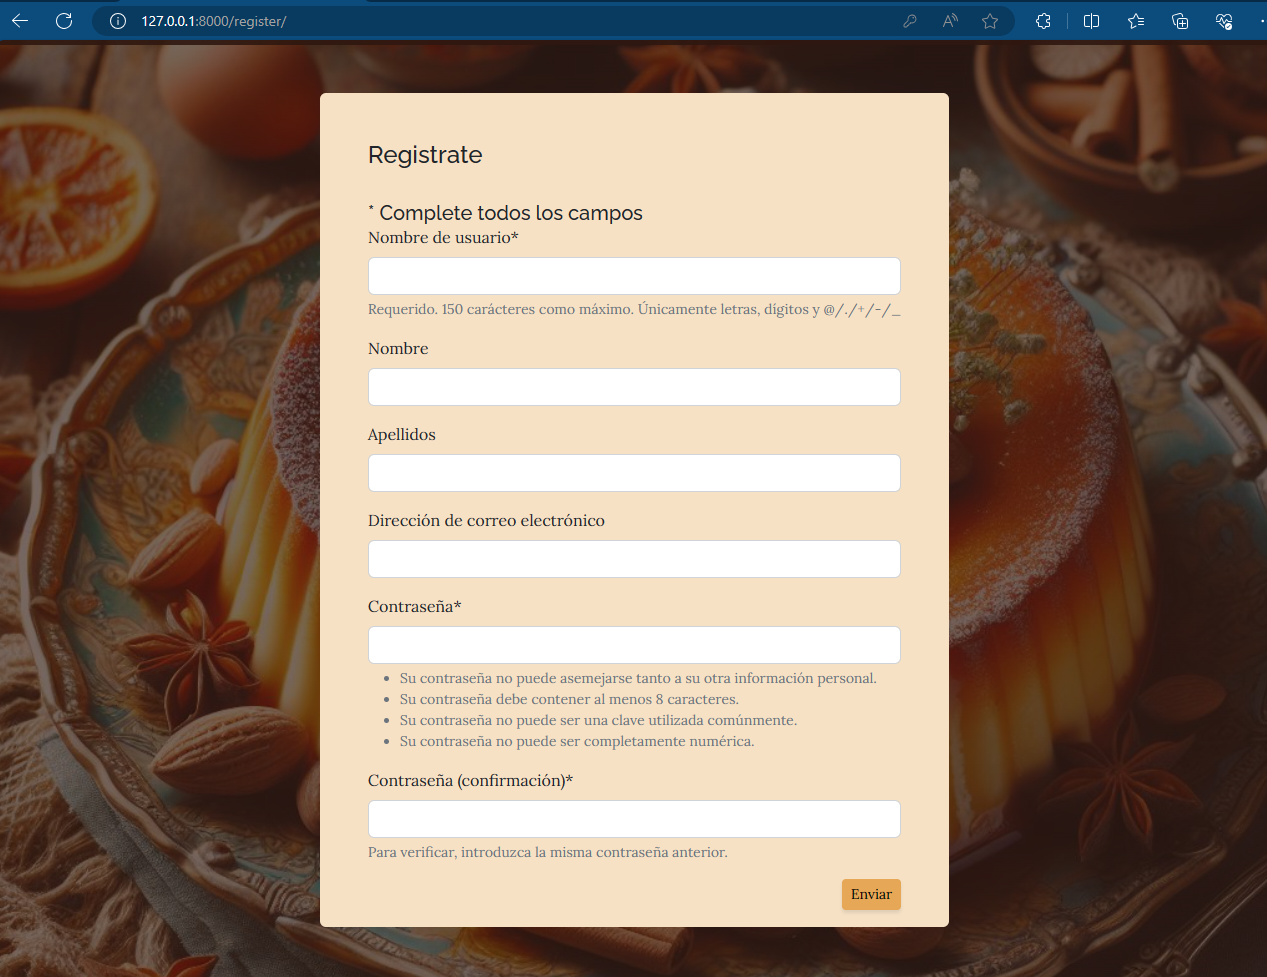 127.0.0.1:8000/register/
Registrate
* Complete todos los campos
Nombre de usuario*
Requerido. 150 carácteres como máximo. Únicamente letras, dígitos y @/./+/-/_
Nombre
Apellidos
Dirección de correo electrónico
Contraseña*
• Su contraseña no puede asemejarse tanto a su otra información personal.
• Su contraseña debe contener al menos 8 caracteres.
• Su contraseña no puede ser una clave utilizada comúnmente.
• Su contraseña no puede ser completamente numérica.
Contraseña (confirmación)*
Para verificar, introduzca la misma contraseña anterior.
Enviar